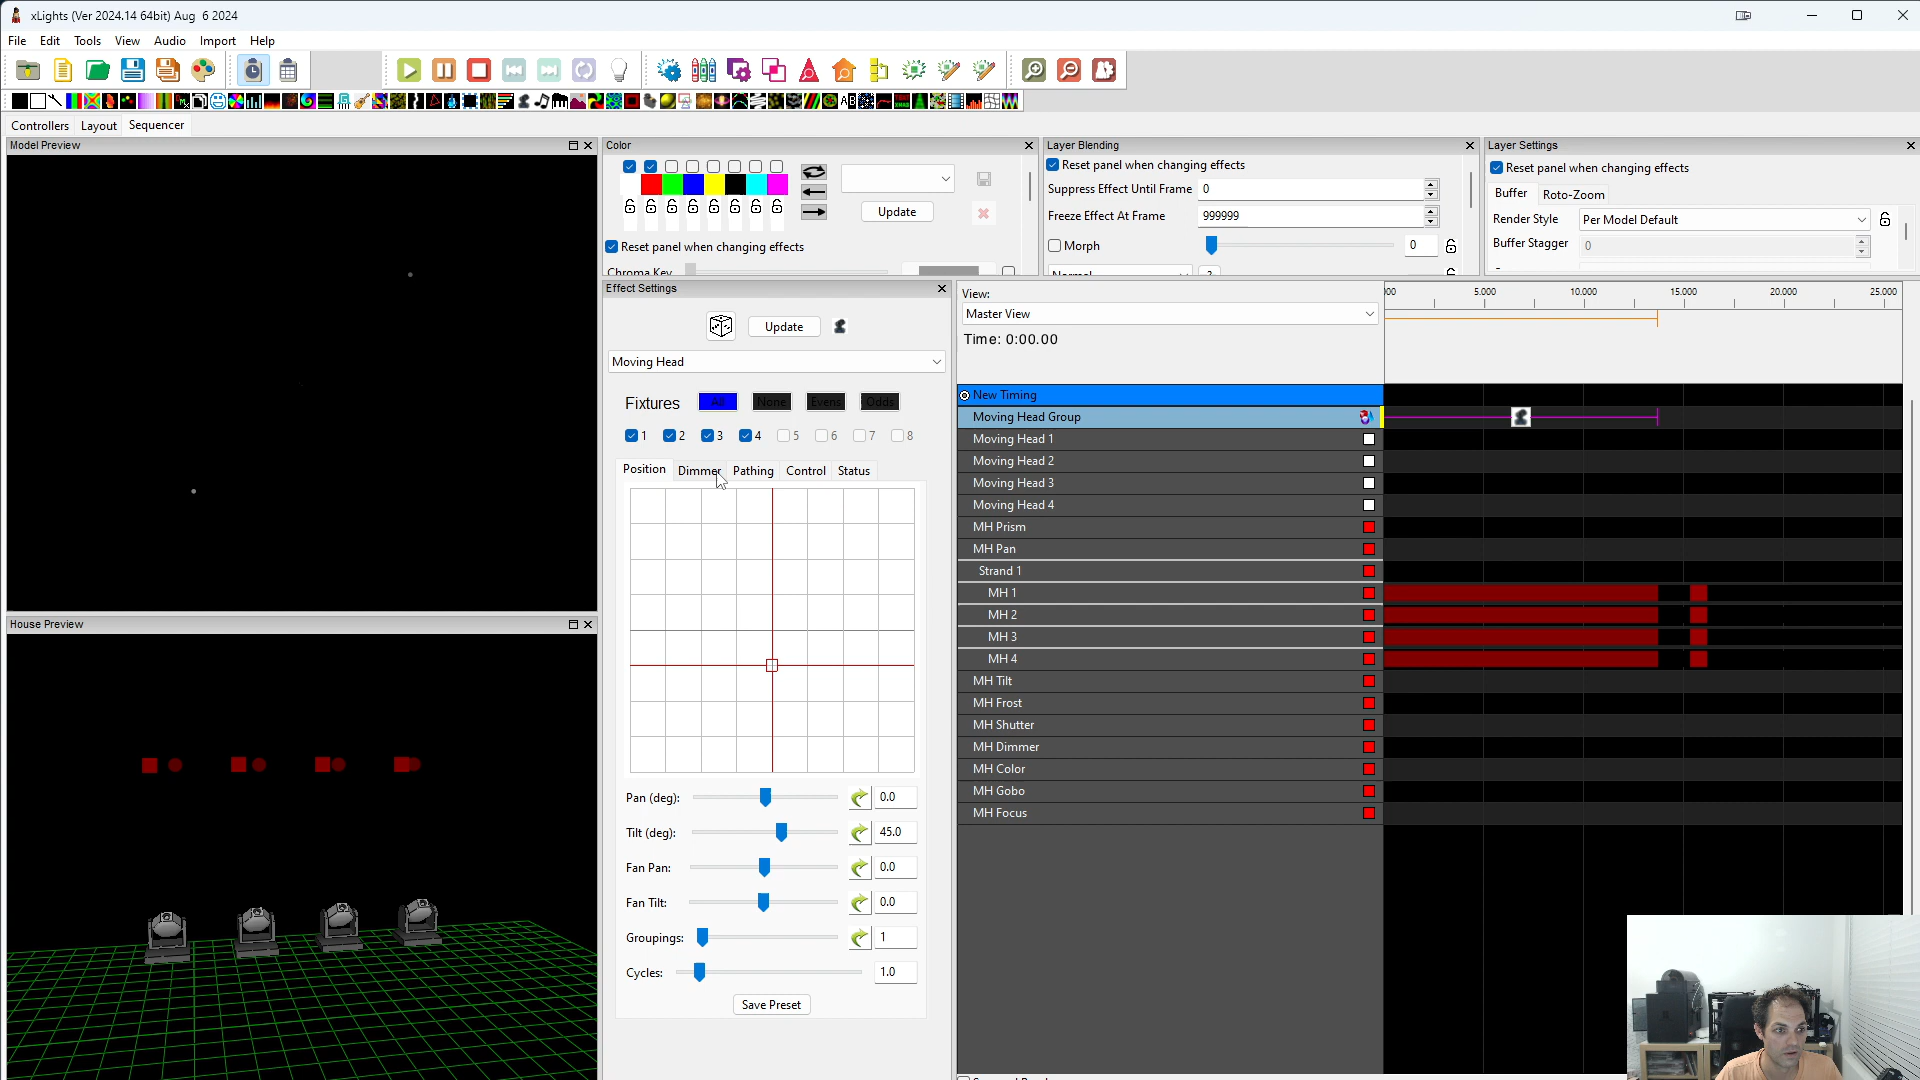 xLights (Ver 2024.14 64bit) Aug 6 2024
File Edit Tools View Audio Import Help
Controllers Layout Sequencer
Model Preview
Color
Update
Reset panel when changing effects
Chroma Key
Layer Blending
Reset panel when changing effects
Suppress Effect Until Frame 0
Freeze Effect At Frame 999999
Morph 0
Normal ?
Layer Settings
Reset panel when changing effects
Buffer Roto-Zoom
Render Style Per Model Default
Buffer Stagger 0
House Preview
Effect Settings
Update
Moving Head
Fixtures All None Evens Odds
1 2 3 4 5 6 7 8
Position Dimmer Pathing Control Status
Pan (deg): 0.0
Tilt (deg): 45.0
Fan Pan: 0.0
Fan Tilt: 0.0
Groupings: 1
Cycles: 1.0
Save Preset
View:
Master View
Time: 0:00.00
5.000 10.000 15.000 20.000 25.000
New Timing
Moving Head Group
Moving Head 1
Moving Head 2
Moving Head 3
Moving Head 4
MH Prism
MH Pan
Strand 1
MH 1
MH 2
MH 3
MH 4
MH Tilt
MH Frost
MH Shutter
MH Dimmer
MH Color
MH Gobo
MH Focus